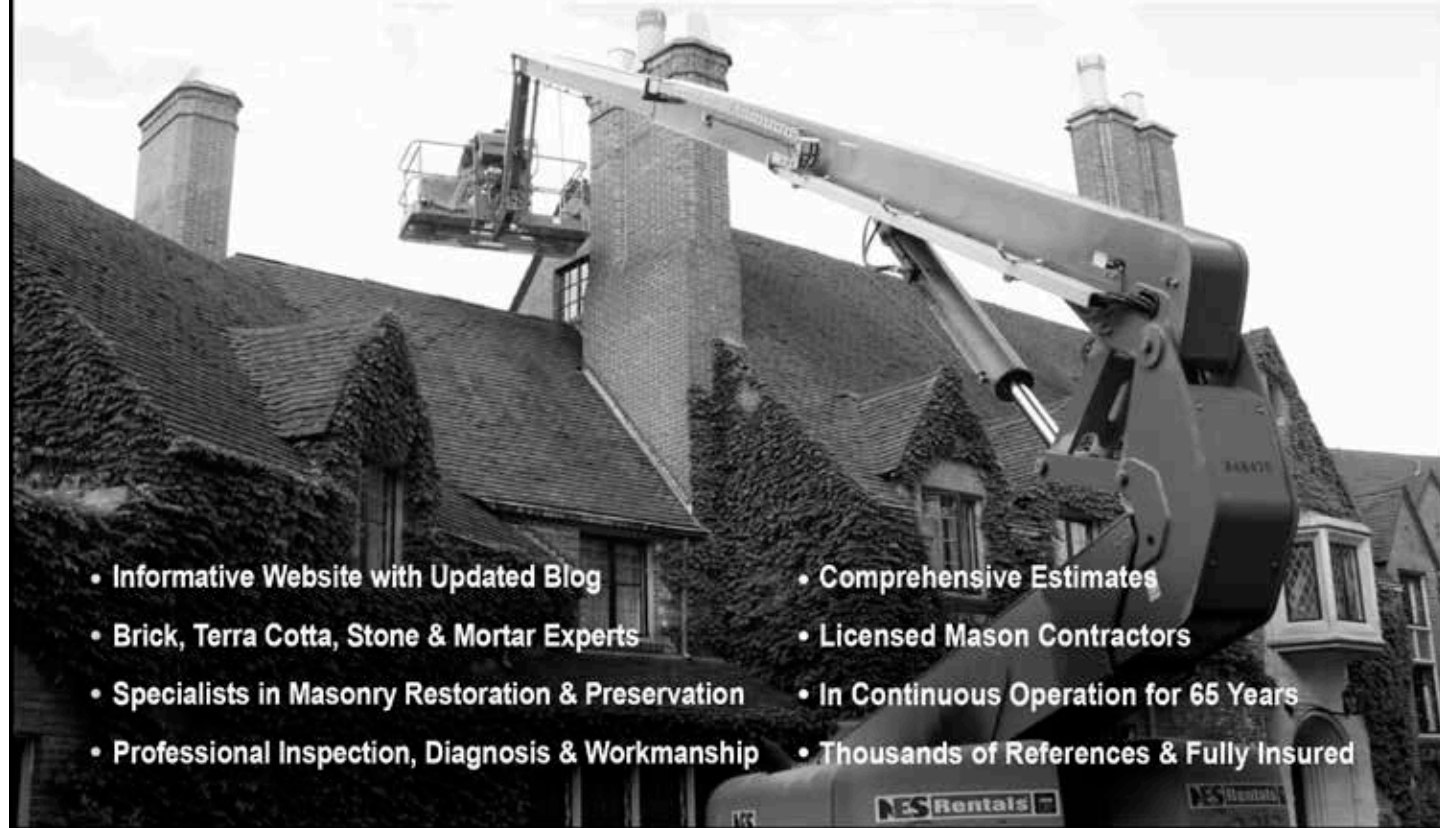 • Informative Website with Updated Blog
• Brick, Terra Cotta, Stone & Mortar Experts
• Specialists in Masonry Restoration & Preservation
• Professional Inspection, Diagnosis & Workmanship
• Comprehensive Estimates
• Licensed Mason Contractors
• In Continuous Operation for 65 Years
• Thousands of References & Fully Insured
NES Rentals
NES Rentals
NES